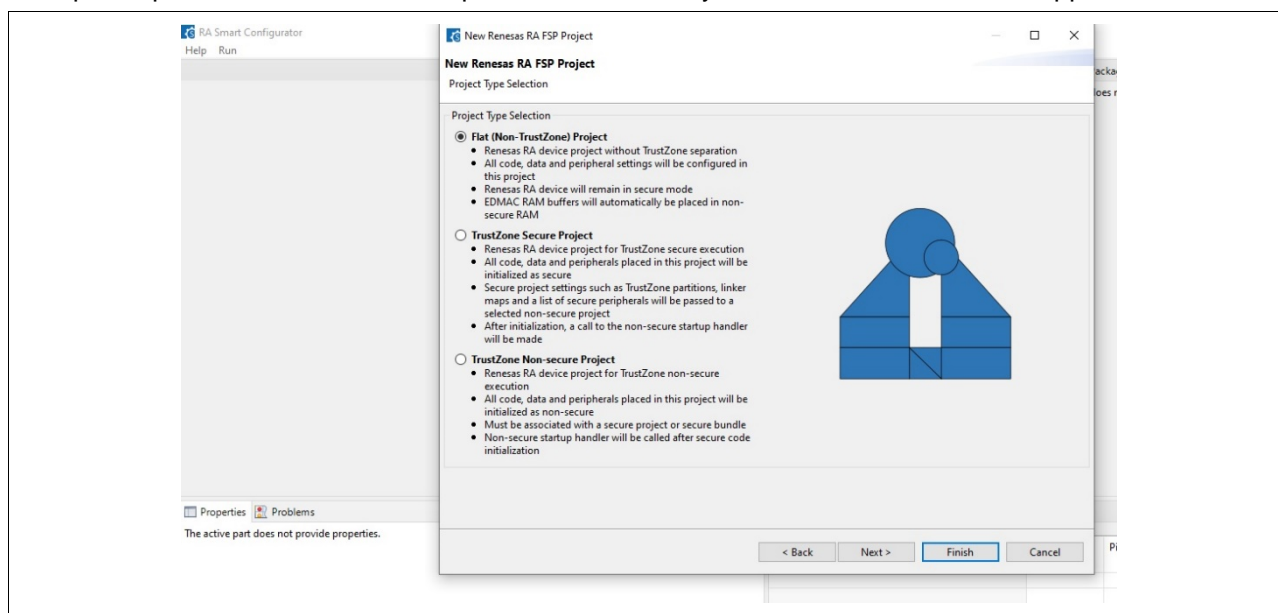 RA Smart Configurator
Help Run
New Renesas RA FSP Project
New Renesas RA FSP Project
Project Type Selection
Project Type Selection
Flat (Non-TrustZone) Project
• Renesas RA device project without TrustZone separation
• All code, data and peripheral settings will be configured in
this project
• Renesas RA device will remain in secure mode
• EDMAC RAM buffers will automatically be placed in non-
secure RAM
TrustZone Secure Project
• Renesas RA device project for TrustZone secure execution
• All code, data and peripherals placed in this project will be
initialized as secure
• Secure project settings such as TrustZone partitions, linker
maps and a list of secure peripherals will be passed to a
selected non-secure project
• After initialization, a call to the non-secure startup handler
will be made
TrustZone Non-secure Project
• Renesas RA device project for TrustZone non-secure
execution
• All code, data and peripherals placed in this project will be
initialized as non-secure
• Must be associated with a secure project or secure bundle
• Non-secure startup handler will be called after secure code
initialization
Properties Problems
The active part does not provide properties.
< Back Next > Finish Cancel